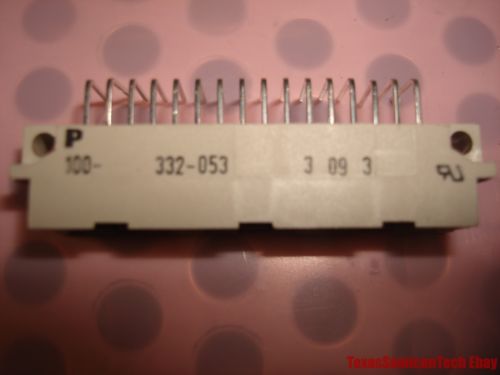 P
100- 332-053 3 09 3
TexasSemiconTech Ebay